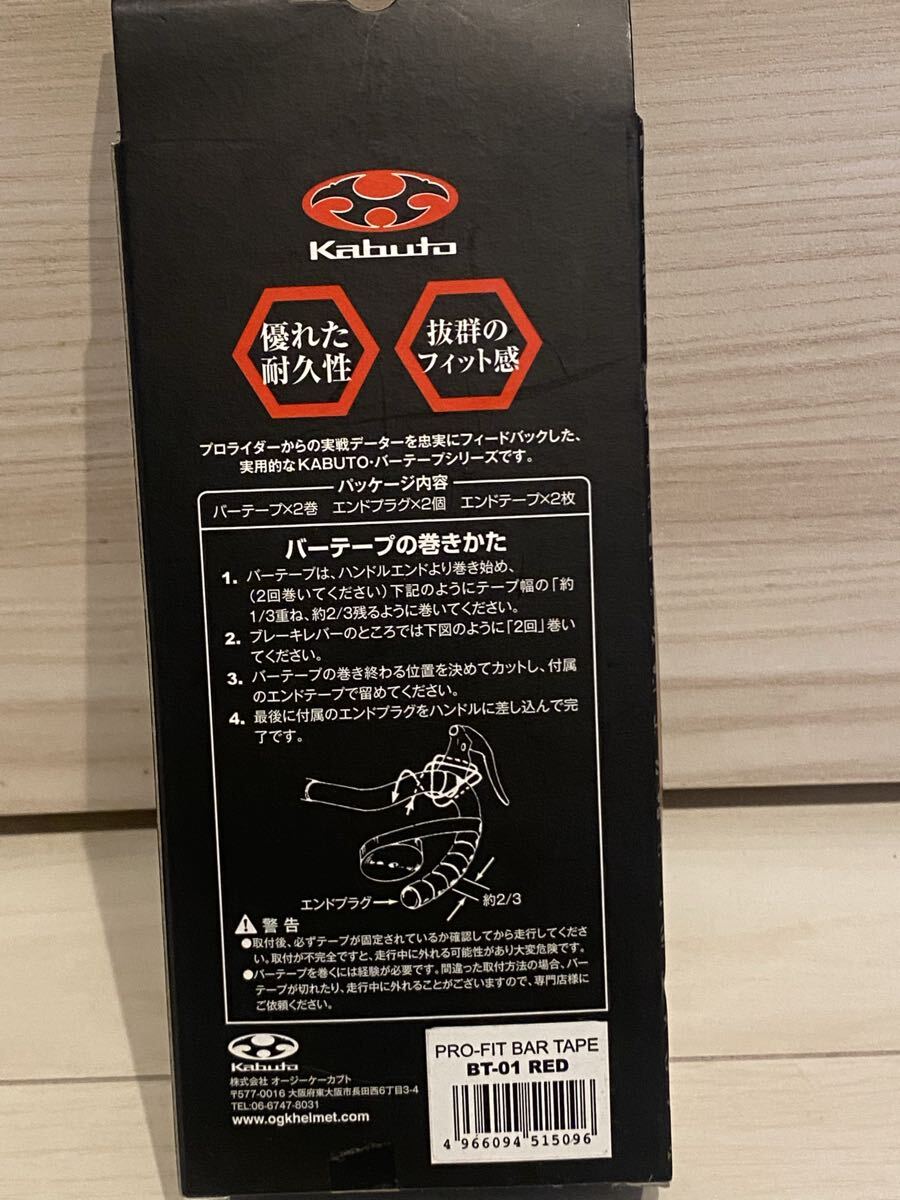 Kabuto
優れた
耐久性
抜群の
フィット感
プロライダーからの実戦データーを忠実にフィードバックした、
実用的なKABUTO・バーテープシリーズです。
パッケージ内容
バーテープ×2巻 エンドプラグ×2個 エンドテープ×2枚
バーテープの巻きかた
1. バーテープは、ハンドルエンドより巻き始め、
(2回巻いてください)下記のようにテープ幅の「約
1/3重ね、約2/3残るように巻いてください。
2. ブレーキレバーのところでは下図のように「2回」巻い
てください。
3. バーテープの巻き終わる位置を決めてカットし、付属
のエンドテープで留めてください。
4. 最後に付属のエンドプラグをハンドルに差し込んで完
了です。
エンドプラグ
約2/3
警告
●取付後、必ずテープが固定されているか確認してから走行してくださ
い。取付が不完全ですと、走行中に外れる可能性があり大変危険です。
●バーテープを巻くには経験が必要です。間違った取付方法の場合、バー
テープが切れたり、走行中に外れることがございますので、専門店様に
ご依頼ください。
Kabuto
株式会社 オージーケーカブト
〒577-0016 大阪府東大阪市長田西6丁目3-4
TEL:06-6747-8031
www.ogkhelmet.com
PRO-FIT BAR TAPE
BT-01 RED
4 966094 515096